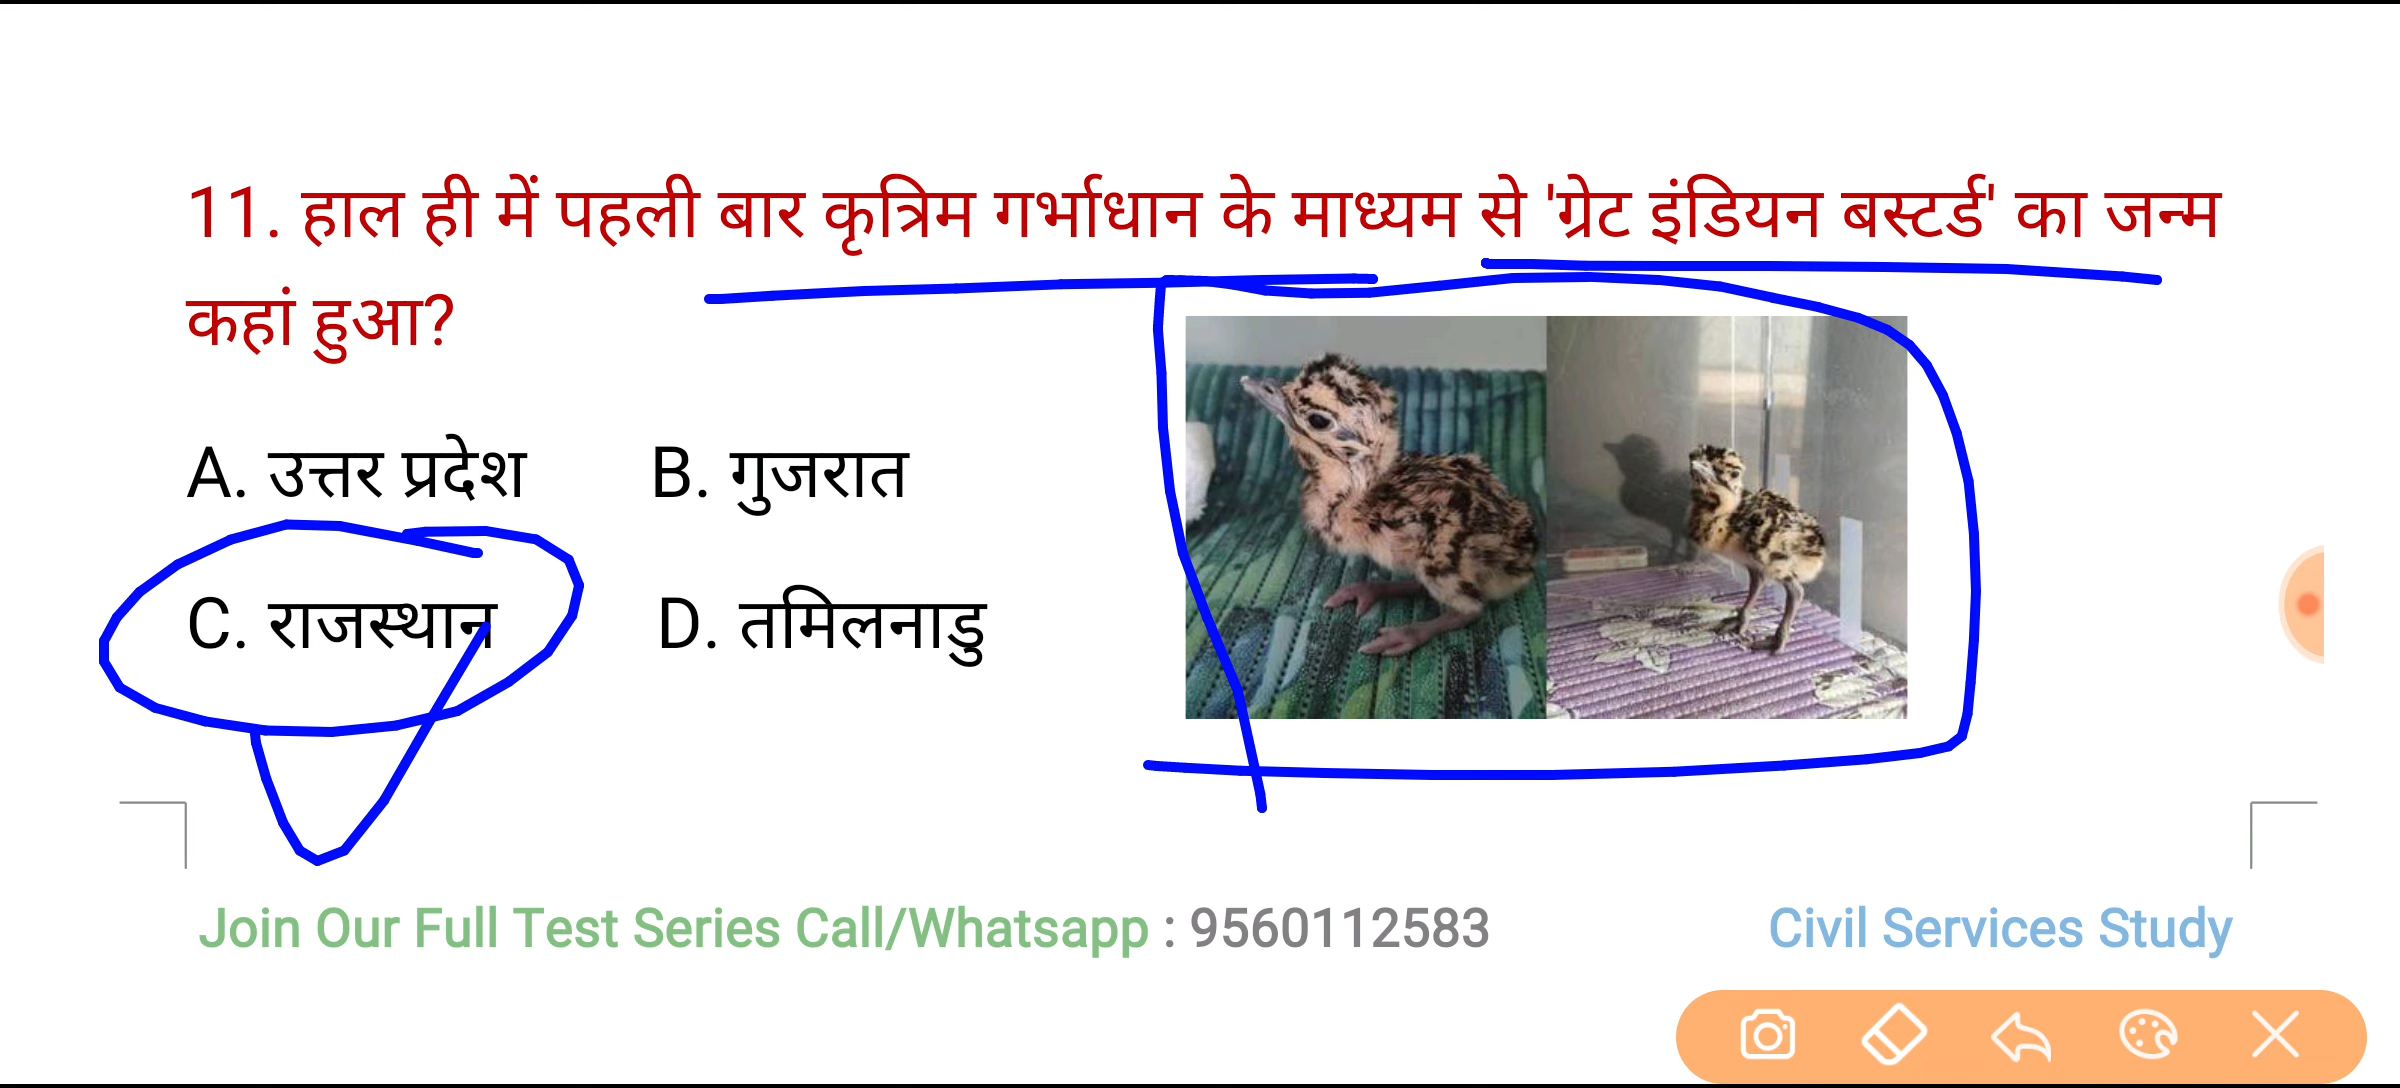 11. हाल ही में पहली बार कृत्रिम गर्भाधान के माध्यम से 'ग्रेट इंडियन बस्टर्ड' का जन्म
कहां हुआ?
A. उत्तर प्रदेश B. गुजरात
C. राजस्थान D. तमिलनाडु
Join Our Full Test Series Call/Whatsapp : 9560112583 Civil Services Study